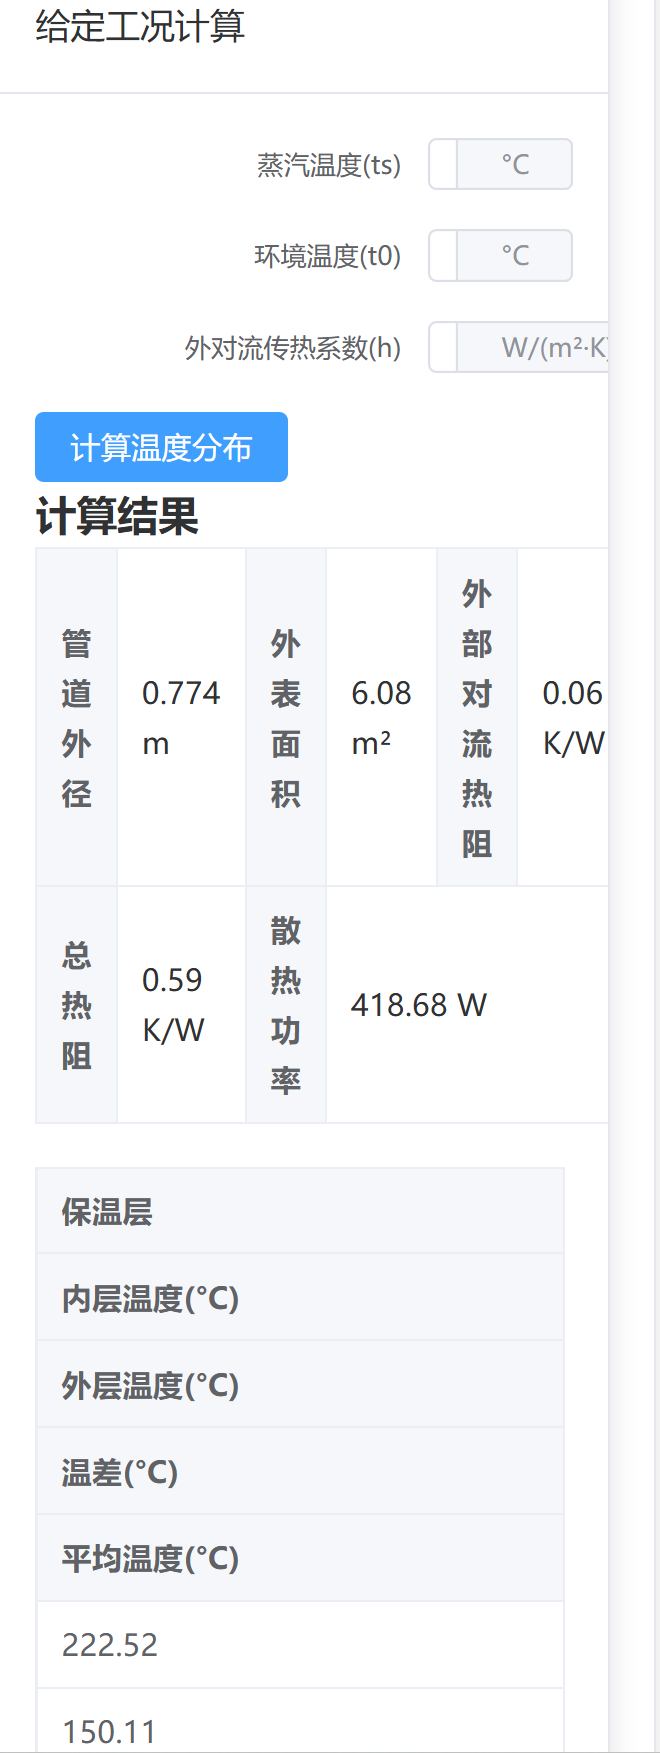 给定工况计算
蒸汽温度(ts)
°C
环境温度(t0)
°C
外对流传热系数(h)
W/(m²·K)
计算温度分布
计算结果
管道外径
0.774 m
外表面积
6.08 m²
外部对流热阻
0.06 K/W
总热阻
0.59 K/W
散热功率
418.68 W
保温层
内层温度(°C)
外层温度(°C)
温差(°C)
平均温度(°C)
222.52
150.11